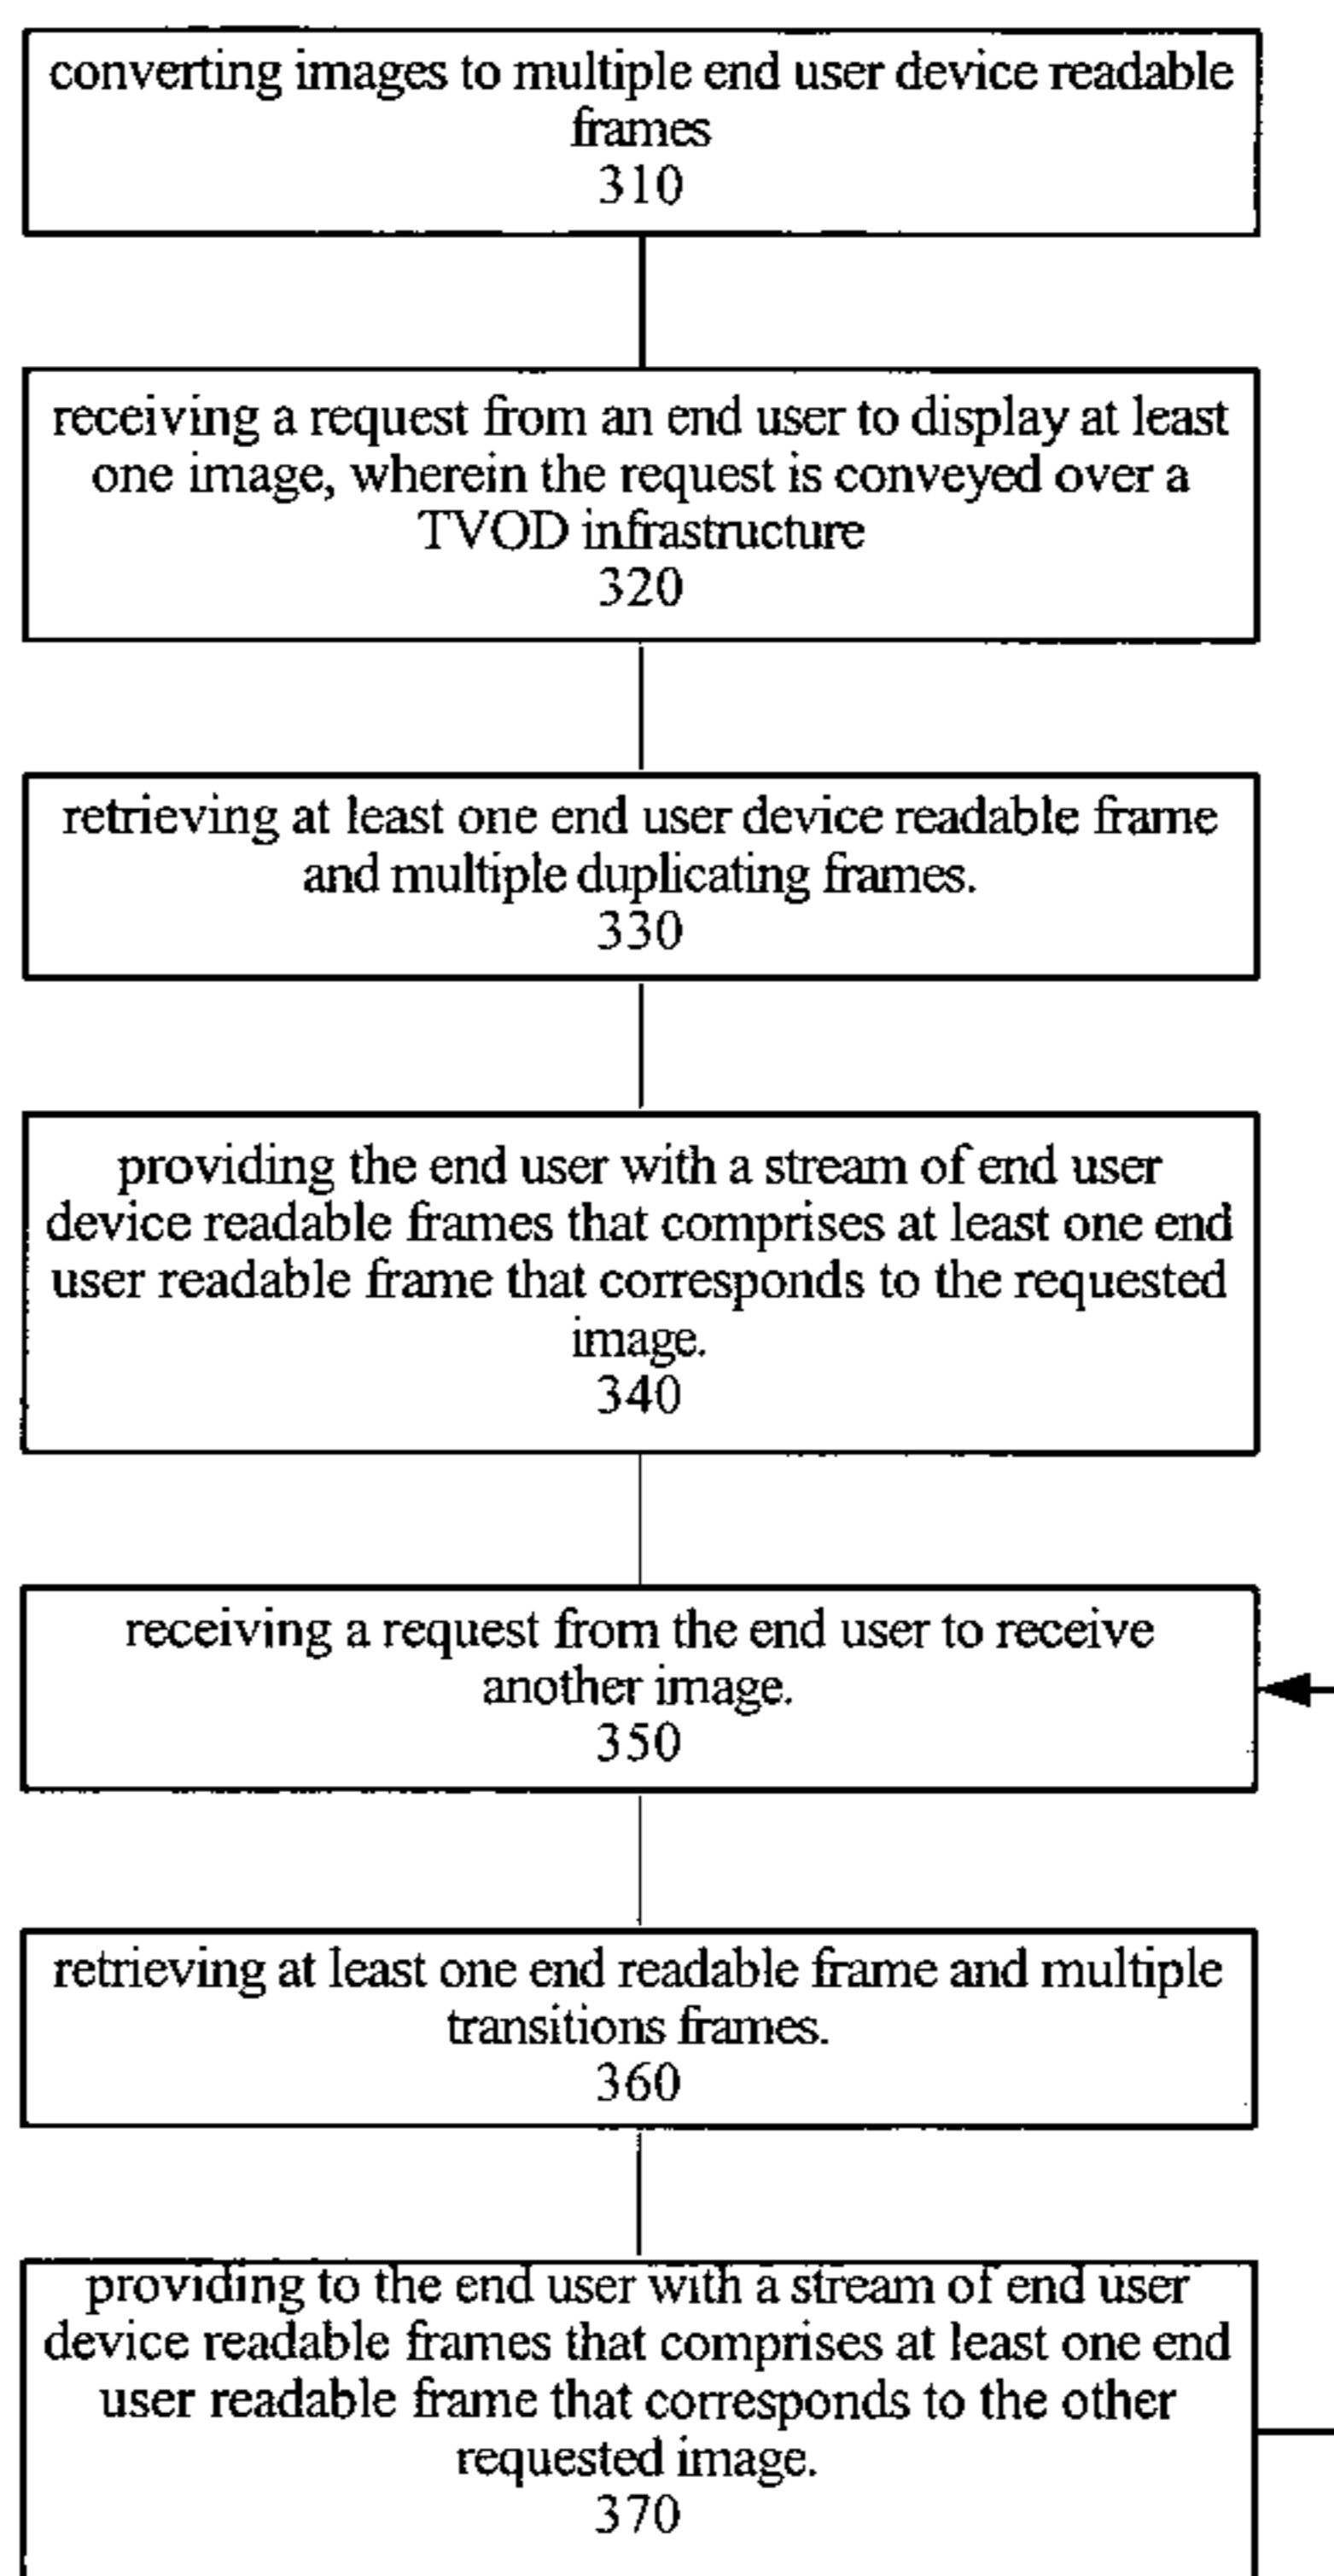 converting images to multiple end user device readable
frames
310
receiving a request from an end user to display at least
one image, wherein the request is conveyed over a
TVOD infrastructure
320
retrieving at least one end user device readable frame
and multiple duplicating frames.
330
providing the end user with a stream of end user
device readable frames that comprises at least one end
user readable frame that corresponds to the requested
image.
340
receiving a request from the end user to receive
another image.
350
retrieving at least one end readable frame and multiple
transitions frames.
360
providing to the end user with a stream of end user
device readable frames that comprises at least one end
user readable frame that corresponds to the other
requested image.
370